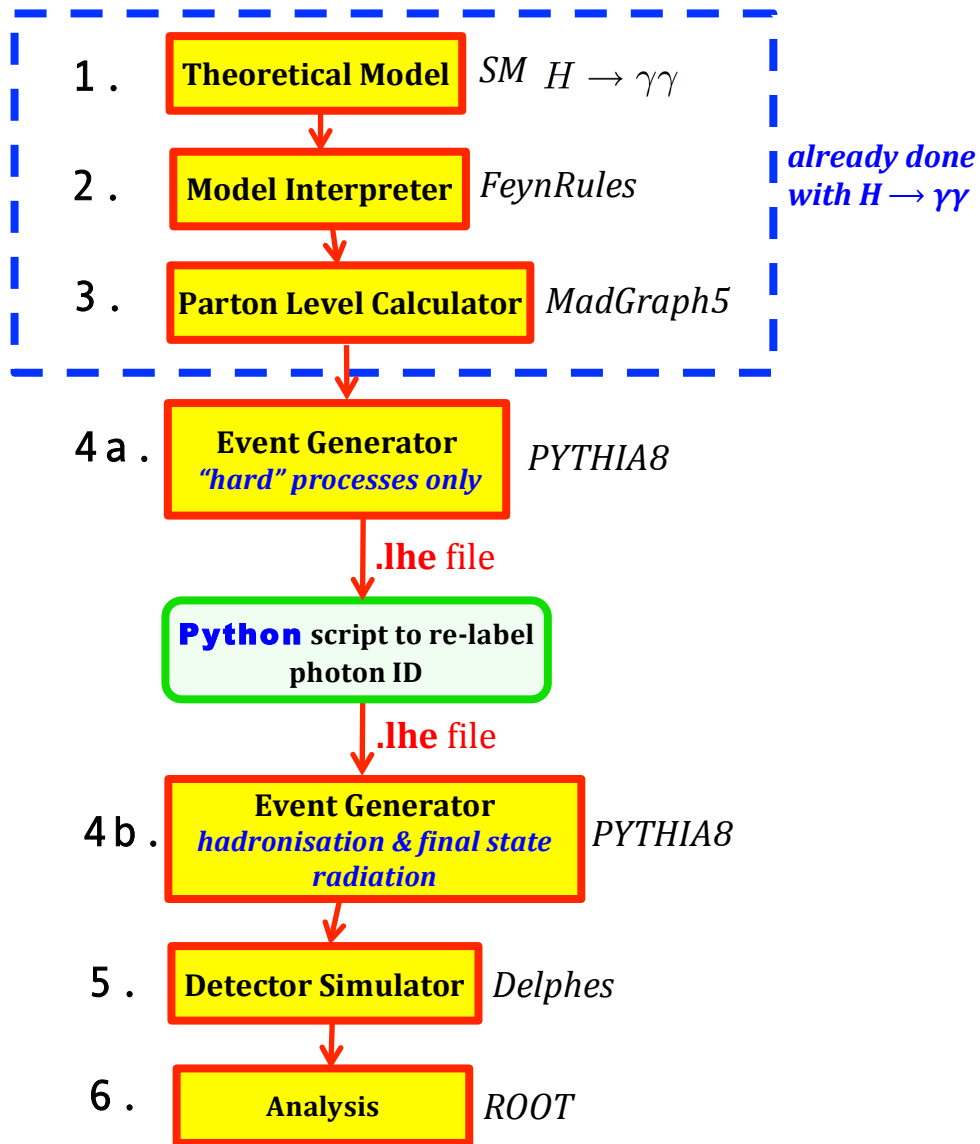 1. Theoretical Model SM H → γγ
2. Model Interpreter FeynRules
already done
with H → γγ
3. Parton Level Calculator MadGraph5
4a. Event Generator
“hard” processes only
PYTHIA8
.lhe file
Python script to re-label
photon ID
.lhe file
4b. Event Generator
hadronisation & final state
radiation
PYTHIA8
5. Detector Simulator Delphes
6. Analysis ROOT